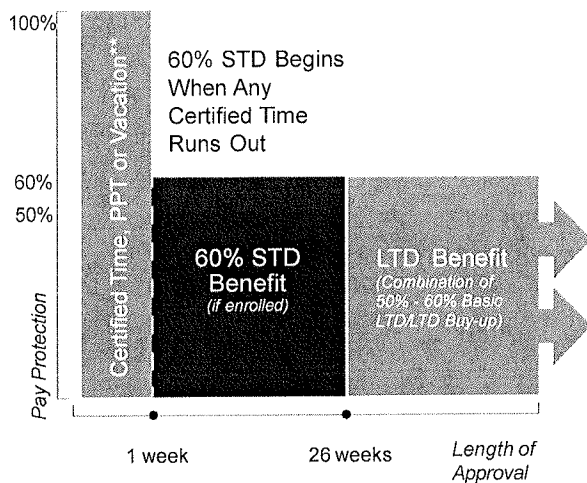 100%
60% STD Begins
When Any
Certified Time
Runs Out
Certified Time, PPT or Vacation**
60%
50%
60% STD
Benefit
(if enrolled)
LTD Benefit
(Combination of
50% - 60% Basic
LTD/LTD Buy-up)
Pay Protection
1 week
26 weeks
Length of
Approval